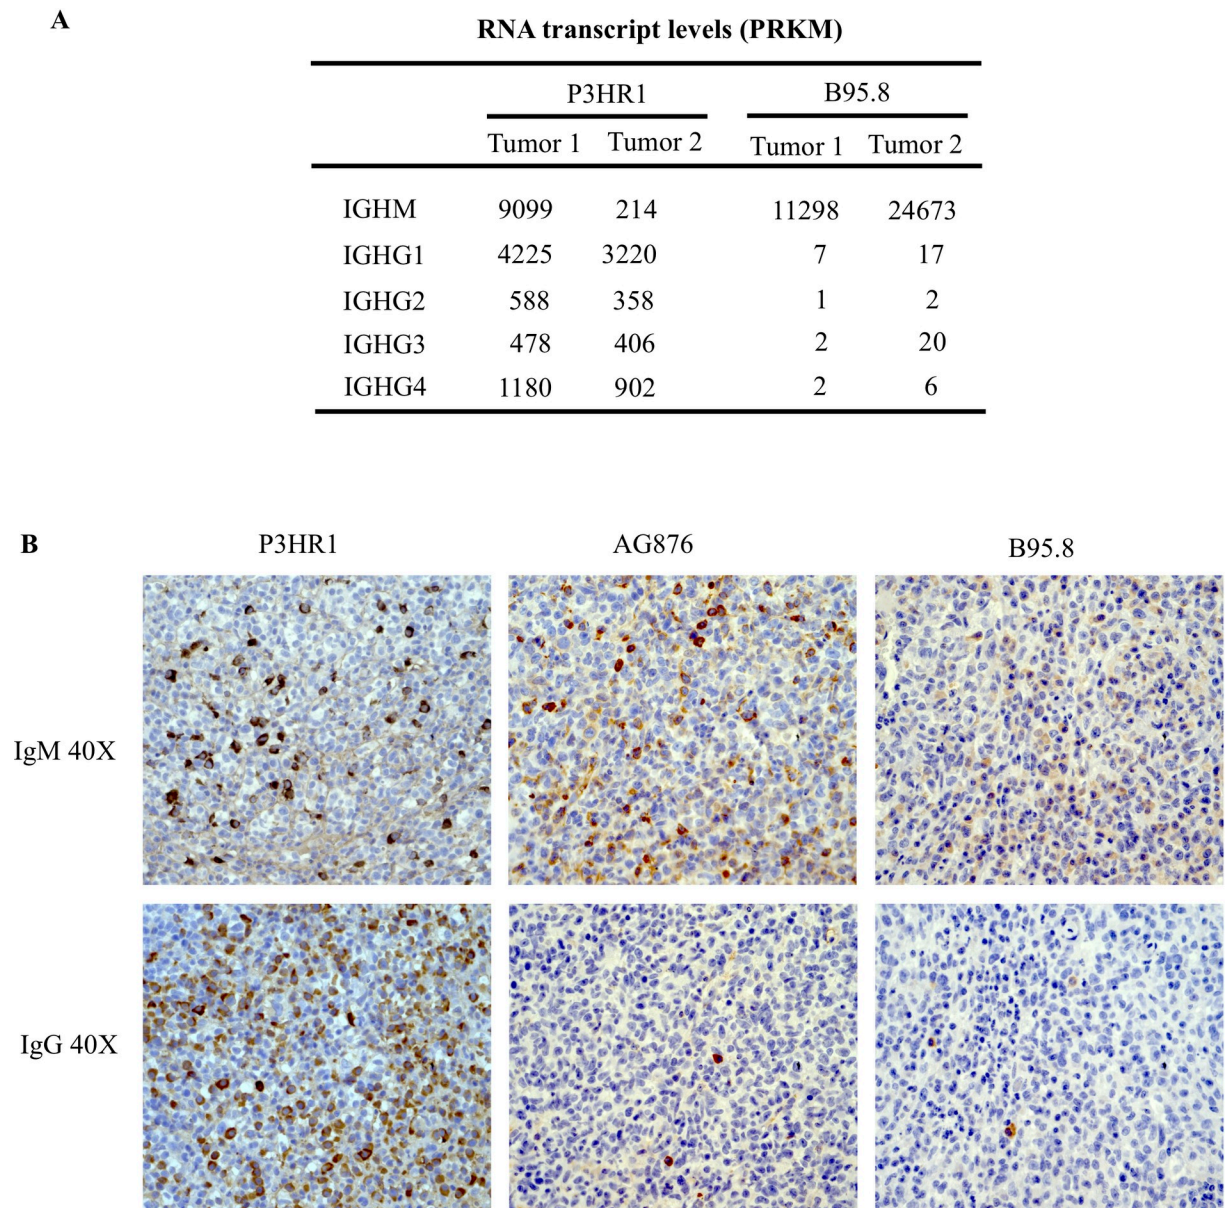 A
RNA transcript levels (PRKM)
P3HR1 B95.8
Tumor 1 Tumor 2 Tumor 1 Tumor 2
IGHM 9099 214 11298 24673
IGHG1 4225 3220 7 17
IGHG2 588 358 1 2
IGHG3 478 406 2 20
IGHG4 1180 902 2 6
B P3HR1 AG876 B95.8
IgM 40X
IgG 40X